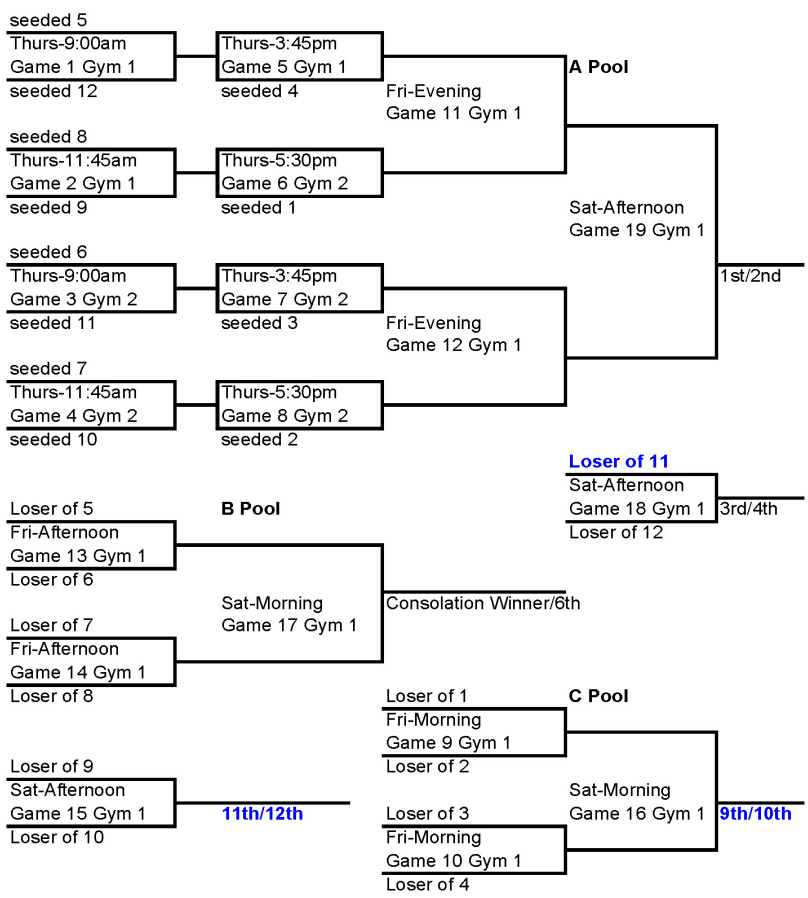 seeded 5
Thurs-9:00am
Game 1 Gym 1
seeded 12
Thurs-3:45pm
Game 5 Gym 1
seeded 4
Fri-Evening
Game 11 Gym 1
A Pool
seeded 8
Thurs-11:45am
Game 2 Gym 1
seeded 9
Thurs-5:30pm
Game 6 Gym 2
seeded 1
Sat-Afternoon
Game 19 Gym 1
1st/2nd
seeded 6
Thurs-9:00am
Game 3 Gym 2
seeded 11
Thurs-3:45pm
Game 7 Gym 2
seeded 3
Fri-Evening
Game 12 Gym 1
seeded 7
Thurs-11:45am
Game 4 Gym 2
seeded 10
Thurs-5:30pm
Game 8 Gym 2
seeded 2
Loser of 11
Sat-Afternoon
Game 18 Gym 1
Loser of 12
3rd/4th
B Pool
Loser of 5
Fri-Afternoon
Game 13 Gym 1
Loser of 6
Sat-Morning
Game 17 Gym 1
Consolation Winner/6th
Loser of 7
Fri-Afternoon
Game 14 Gym 1
Loser of 8
C Pool
Loser of 1
Fri-Morning
Game 9 Gym 1
Loser of 2
Sat-Morning
Game 16 Gym 1
9th/10th
Loser of 3
Fri-Morning
Game 10 Gym 1
Loser of 4
Loser of 9
Sat-Afternoon
Game 15 Gym 1
Loser of 10
11th/12th